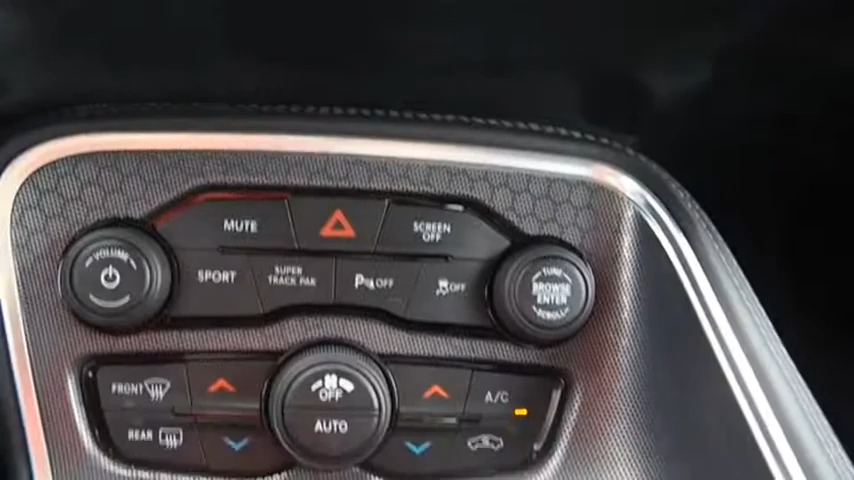 MUTE
SCREEN
OFF
VOLUME
SPORT
SUPER
TRACK PAK
P OFF
OFF
TUNE
BROWSE
ENTER
SCROLL
FRONT
OFF
AUTO
A/C
REAR